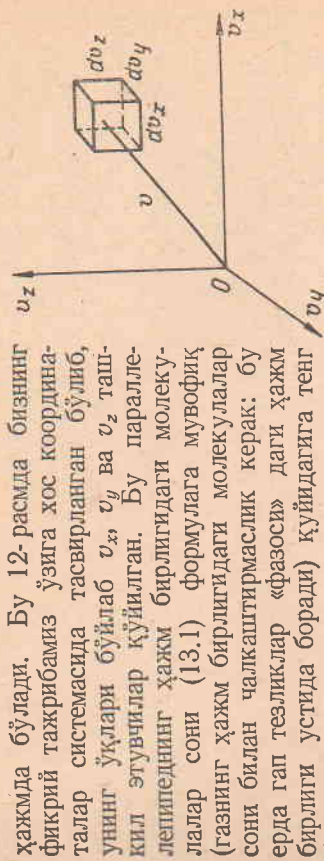 ҳажмда бўлади. Бу 12- расмда бизнинг
фикрий тажрибамиз ўзига хос координа-
талар системасида тасвирланган бўлиб,
унинг ўқлари бўйлаб vₓ, v_y ва v_z таш-
кил этувчилар қўйилган. Бу паралле-
лепипеднинг ҳажм бирлигидаги молеку-
лалар сони (13.1) формулага мувофиқ
(газнинг ҳажм бирлигидаги молекулалар
сони билан чалкаштирмаслик керак: бу
ерда гап тезликлар «фазоси» даги ҳажм
бирлиги устида боради) қуйидагига тенг
v_z
dv_z
dv_y
dv_x
v
O
v_x
v_y